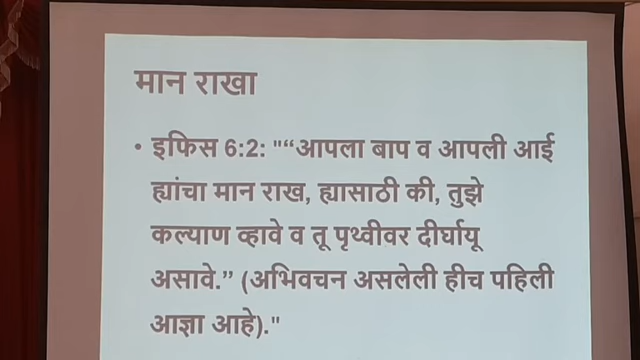 मान राखा
• इफिस 6:2: "“आपला बाप व आपली आई
ह्यांचा मान राख, ह्यासाठी की, तुझे
कल्याण व्हावे व तू पृथ्वीवर दीर्घायू
असावे.” (अभिवचन असलेली हीच पहिली
आज्ञा आहे)."